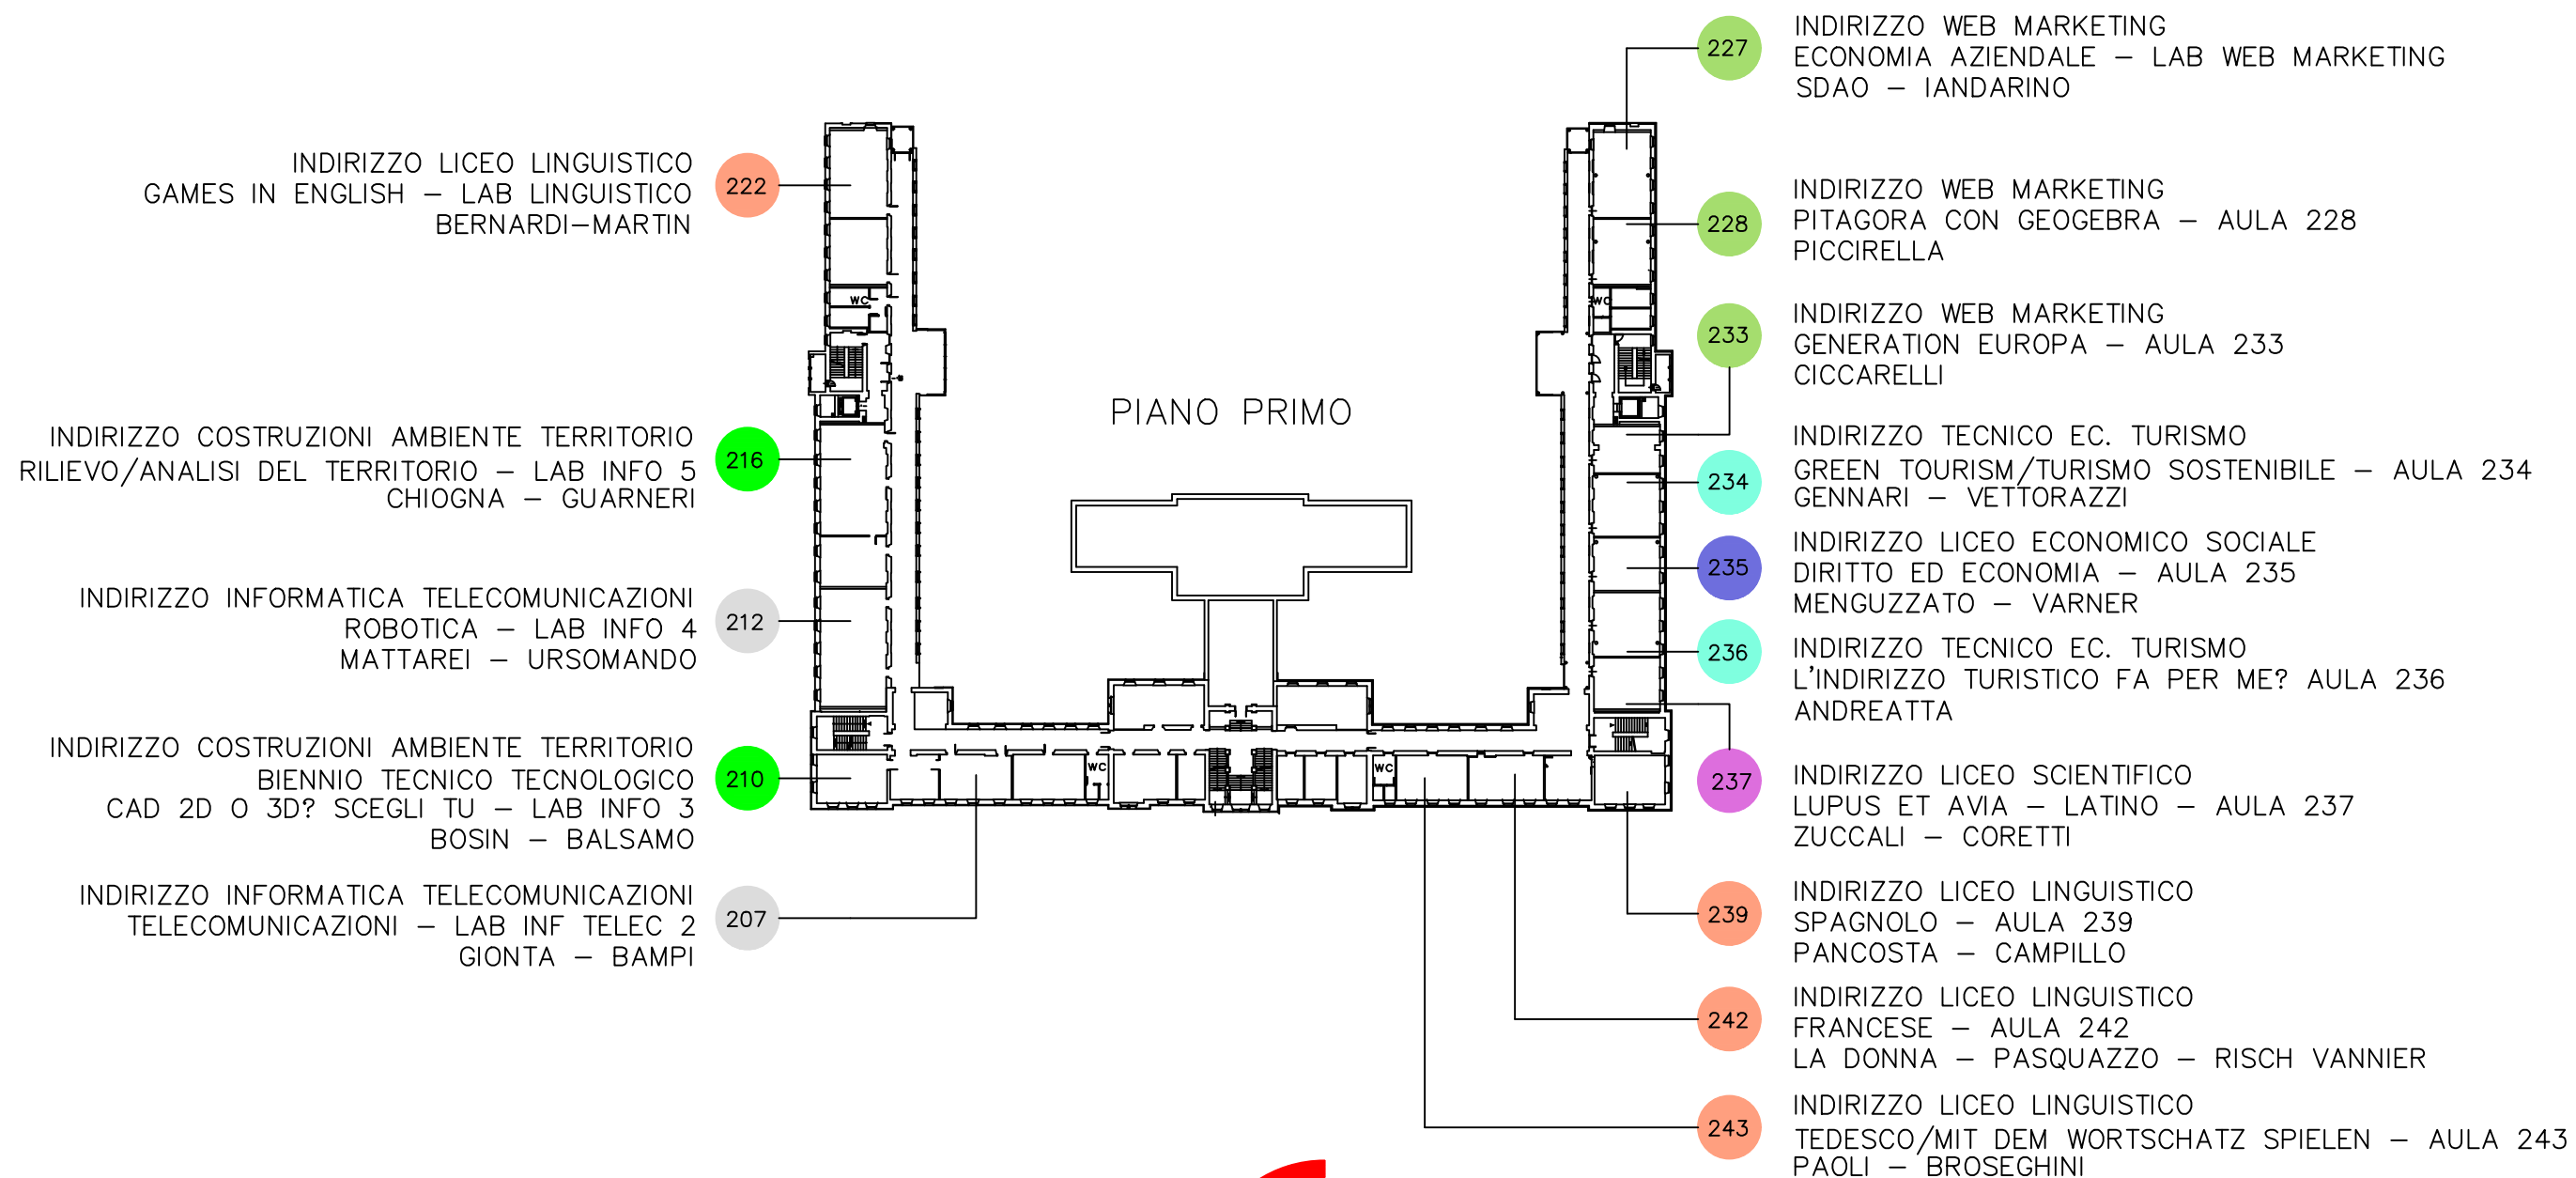 INDIRIZZO LICEO LINGUISTICO
GAMES IN ENGLISH – LAB LINGUISTICO
BERNARDI–MARTIN
222
INDIRIZZO COSTRUZIONI AMBIENTE TERRITORIO
RILIEVO/ANALISI DEL TERRITORIO – LAB INFO 5
CHIOGNA – GUARNERI
216
INDIRIZZO INFORMATICA TELECOMUNICAZIONI
ROBOTICA – LAB INFO 4
MATTAREI – URSOMANDO
212
INDIRIZZO COSTRUZIONI AMBIENTE TERRITORIO
BIENNIO TECNICO TECNOLOGICO
CAD 2D O 3D? SCEGLI TU – LAB INFO 3
BOSIN – BALSAMO
210
INDIRIZZO INFORMATICA TELECOMUNICAZIONI
TELECOMUNICAZIONI – LAB INF TELEC 2
GIONTA – BAMPI
207
WC
WC
PIANO PRIMO
WC
WC
227
INDIRIZZO WEB MARKETING
ECONOMIA AZIENDALE – LAB WEB MARKETING
SDAO – IANDARINO
228
INDIRIZZO WEB MARKETING
PITAGORA CON GEOGEBRA – AULA 228
PICCIRELLA
233
INDIRIZZO WEB MARKETING
GENERATION EUROPA – AULA 233
CICCARELLI
234
INDIRIZZO TECNICO EC. TURISMO
GREEN TOURISM/TURISMO SOSTENIBILE – AULA 234
GENNARI – VETTORAZZI
235
INDIRIZZO LICEO ECONOMICO SOCIALE
DIRITTO ED ECONOMIA – AULA 235
MENGUZZATO – VARNER
236
INDIRIZZO TECNICO EC. TURISMO
L'INDIRIZZO TURISTICO FA PER ME? AULA 236
ANDREATTA
237
INDIRIZZO LICEO SCIENTIFICO
LUPUS ET AVIA – LATINO – AULA 237
ZUCCALI – CORETTI
239
INDIRIZZO LICEO LINGUISTICO
SPAGNOLO – AULA 239
PANCOSTA – CAMPILLO
242
INDIRIZZO LICEO LINGUISTICO
FRANCESE – AULA 242
LA DONNA – PASQUAZZO – RISCH VANNIER
243
INDIRIZZO LICEO LINGUISTICO
TEDESCO/MIT DEM WORTSCHATZ SPIELEN – AULA 243
PAOLI – BROSEGHINI